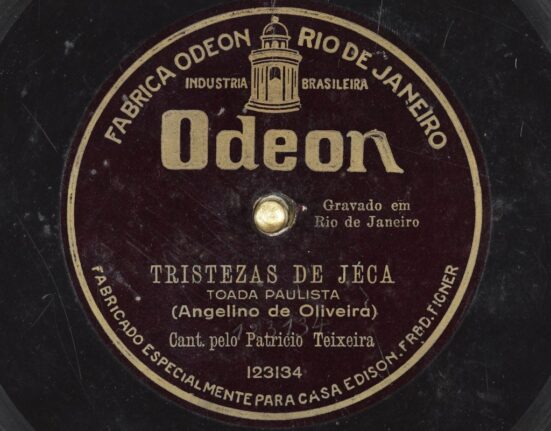 FABRICA ODEON RIO DE JANEIRO
INDUSTRIA BRASILEIRA
Odeon
Gravado em
Rio de Janeiro
TRISTEZAS DE JÉCA
TOADA PAULISTA
(Angelino de Oliveira)
123134
Cant. pelo Patricio Teixeira
123134
FABRICADO ESPECIALMENTE PARA CASA EDISON. FRED. FIGNER